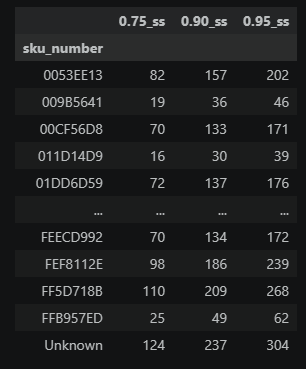 0.75_ss 0.90_ss 0.95_ss
sku_number
0053EE13 82 157 202
009B5641 19 36 46
00CF56D8 70 133 171
011D14D9 16 30 39
01DD6D59 72 137 176
... ... ... ...
FEECD992 70 134 172
FEF8112E 98 186 239
FF5D718B 110 209 268
FFB957ED 25 49 62
Unknown 124 237 304